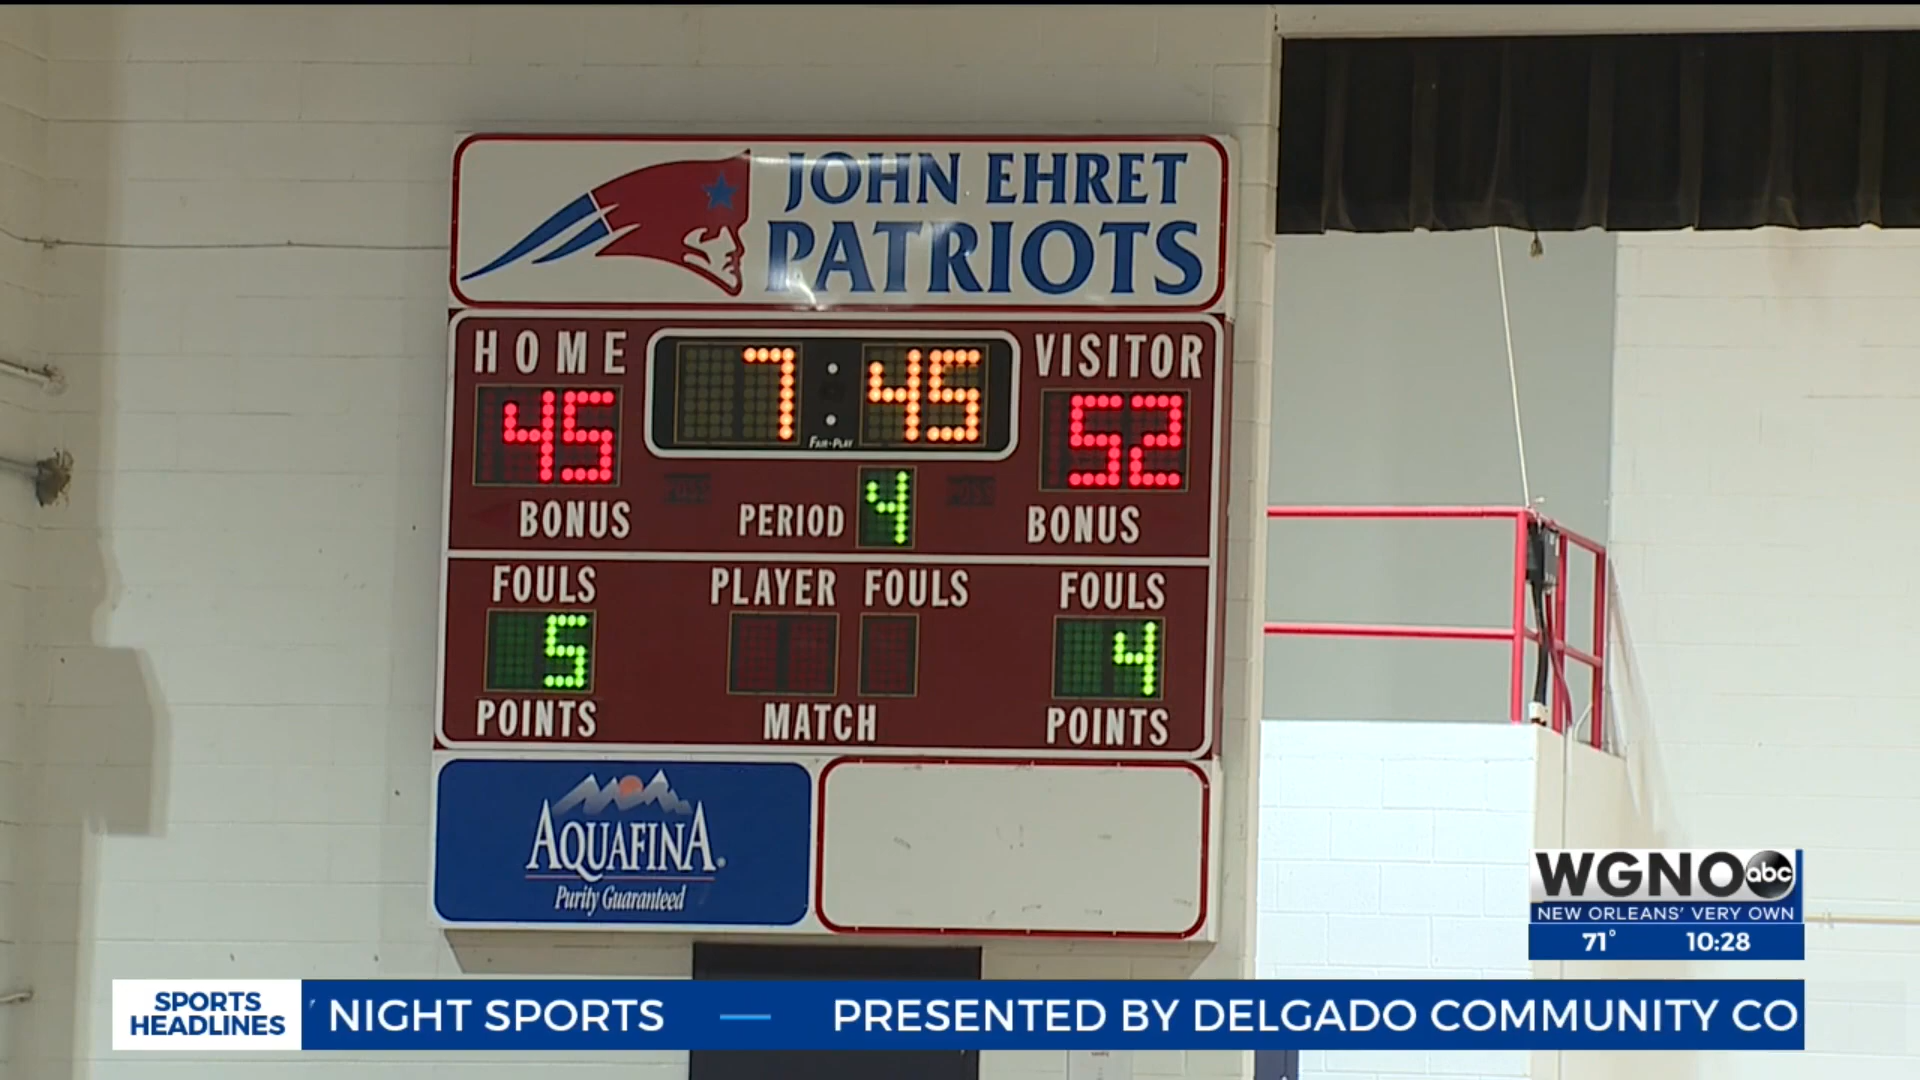 JOHN EHRET
PATRIOTS
HOME
7:45
VISITOR
45
52
FAIR-PLAY
BONUS
PERIOD 4
BONUS
FOULS
PLAYER FOULS
FOULS
5
4
POINTS
MATCH
POINTS
AQUAFINA®
Purity Guaranteed
WGNO abc
NEW ORLEANS' VERY OWN
71° 10:28
SPORTS
HEADLINES
Y NIGHT SPORTS — PRESENTED BY DELGADO COMMUNITY CO